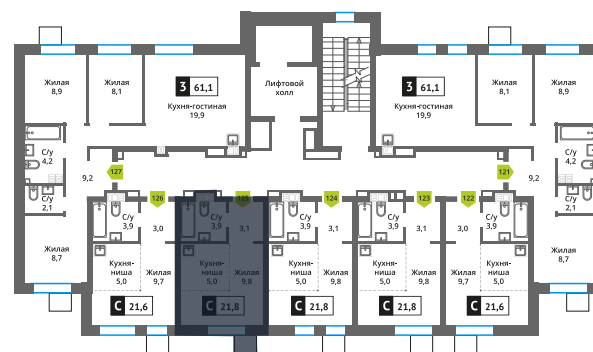 Жилая
8,9
Жилая
8,1
3 61,1
Кухня-гостиная
19,9
Лифтовой
холл
3 61,1
Кухня-гостиная
19,9
Жилая
8,1
Жилая
8,9
С/у
4,2
9,2
127
121
9,2
С/у
4,2
С/у
2,1
126
125
124
123
122
С/у
2,1
С/у
3,9
3,0
С/у
3,9
3,1
С/у
3,9
3,1
С/у
3,9
3,1
3,0
С/у
3,9
Жилая
8,7
Жилая
8,7
Кухня-
ниша
5,0
Жилая
9,7
Кухня-
ниша
5,0
Жилая
9,8
Кухня-
ниша
5,0
Жилая
9,8
Кухня-
ниша
5,0
Жилая
9,8
Жилая
9,7
Кухня-
ниша
5,0
С 21,6
С 21,8
С 21,8
С 21,8
С 21,6